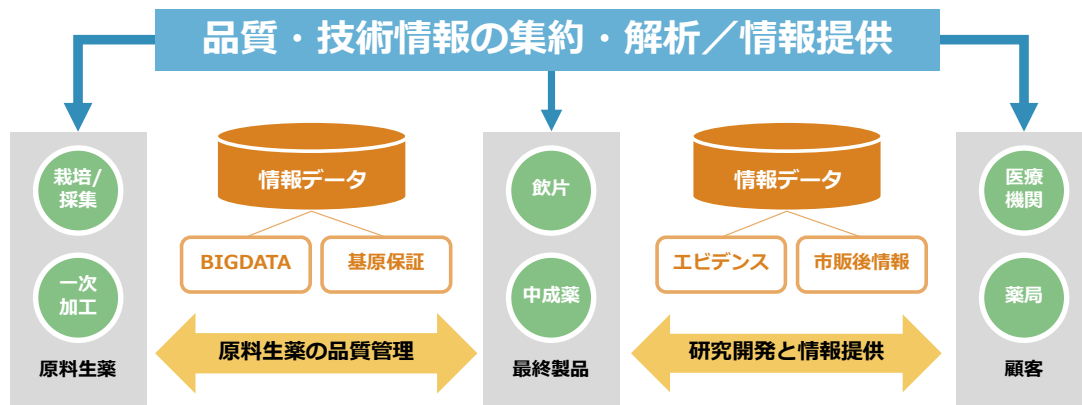 品質・技術情報の集約・解析／情報提供
栽培/
採集
一次
加工
原料生薬
情報データ
BIGDATA
基原保証
原料生薬の品質管理
飲片
中成薬
最終製品
情報データ
エビデンス
市販後情報
研究開発と情報提供
医療
機関
薬局
顧客